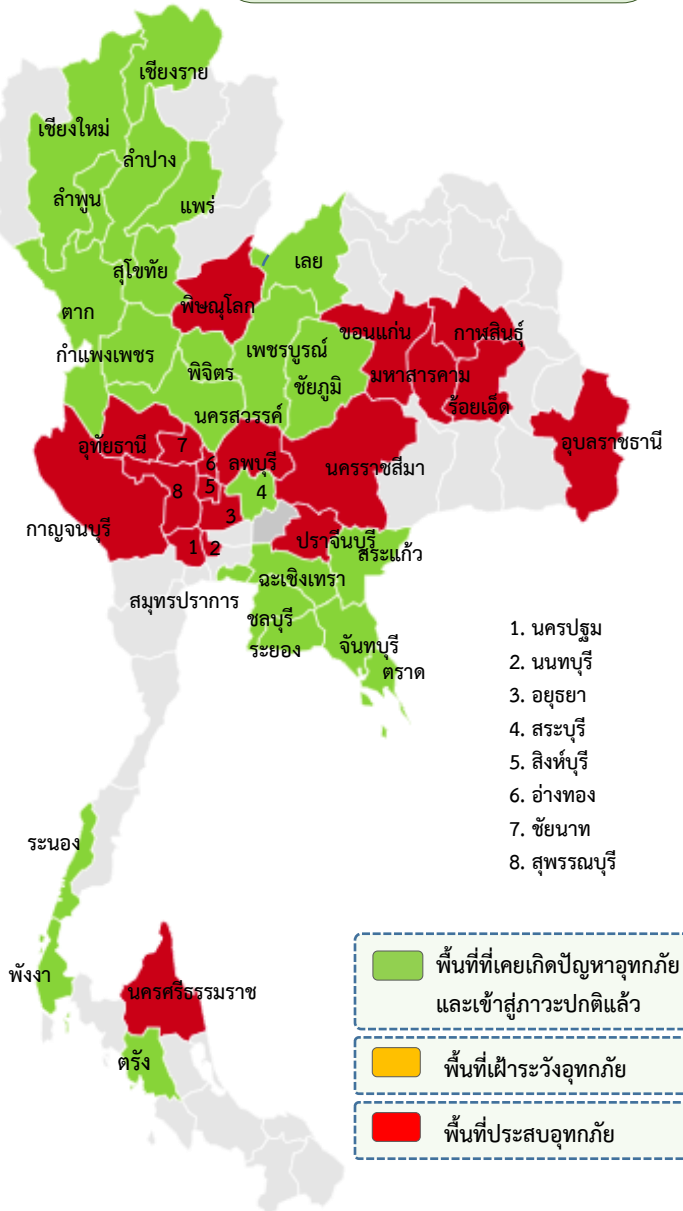 เชียงราย
เชียงใหม่
ลำปาง
ลำพูน
แพร่
สุโขทัย
เลย
ตาก
พิษณุโลก
ขอนแก่น
กาฬสินธุ์
กำแพงเพชร
เพชรบูรณ์
พิจิตร
มหาสารคาม
ชัยภูมิ
ร้อยเอ็ด
นครสวรรค์
อุทัยธานี
7
อุบลราชธานี
6
ลพบุรี
นครราชสีมา
8
5
4
3
กาญจนบุรี
1
2
ปราจีนบุรี
สระแก้ว
ฉะเชิงเทรา
สมุทรปราการ
ชลบุรี
ระยอง
จันทบุรี
ตราด
1. นครปฐม
2. นนทบุรี
3. อยุธยา
4. สระบุรี
5. สิงห์บุรี
6. อ่างทอง
7. ชัยนาท
8. สุพรรณบุรี
ระนอง
พังงา
นครศรีธรรมราช
ตรัง
พื้นที่ที่เคยเกิดปัญหาอุทกภัย
และเข้าสู่ภาวะปกติแล้ว
พื้นที่เฝ้าระวังอุทกภัย
พื้นที่ประสบอุทกภัย